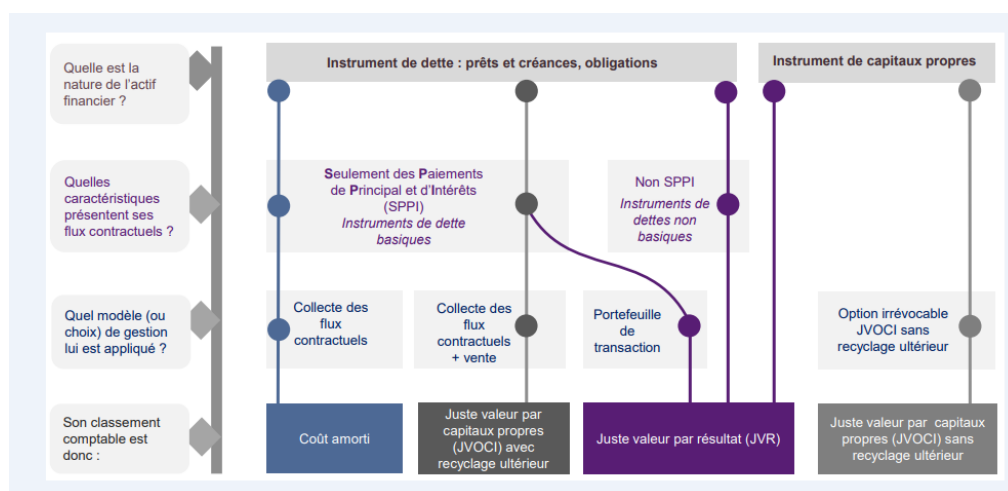 Quelle est la
nature de l'actif
financier ?
Instrument de dette : prêts et créances, obligations
Instrument de capitaux propres
Quelles
caractéristiques
présentent ses
flux contractuels ?
Seulement des Paiements
de Principal et d'Intérêts
(SPPI)
Instruments de dette
basiques
Non SPPI
Instruments de
dettes non
basiques
Quel modèle (ou
choix) de gestion
lui est appliqué ?
Collecte des
flux
contractuels
Collecte des
flux
contractuels
+ vente
Portefeuille
de
transaction
Option irrévocable
JVOCI sans
recyclage ultérieur
Son classement
comptable est
donc :
Coût amorti
Juste valeur par
capitaux propres
(JVOCI) avec
recyclage ultérieur
Juste valeur par résultat (JVR)
Juste valeur par capitaux
propres (JVOCI) sans
recyclage ultérieur